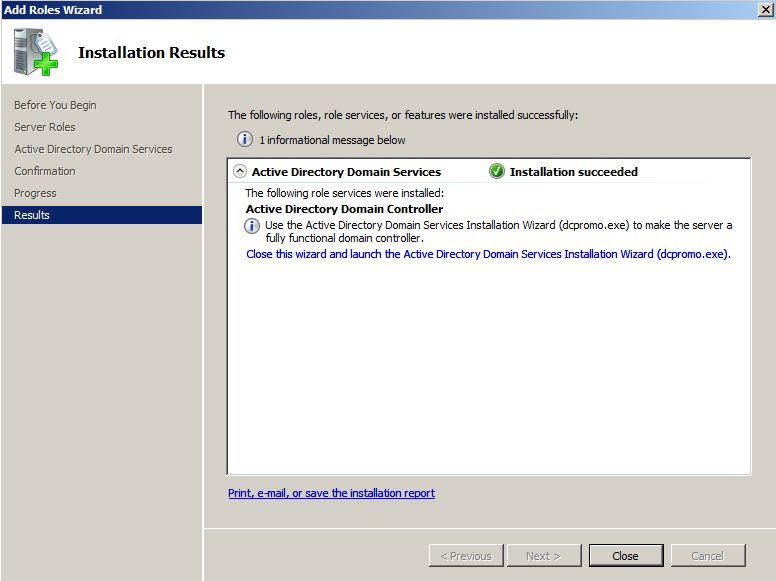 Add Roles Wizard
Installation Results
Before You Begin
Server Roles
Active Directory Domain Services
Confirmation
Progress
Results
The following roles, role services, or features were installed successfully:
1 informational message below
Active Directory Domain Services Installation succeeded
The following role services were installed:
Active Directory Domain Controller
Use the Active Directory Domain Services Installation Wizard (dcpromo.exe) to make the server a
fully functional domain controller.
Close this wizard and launch the Active Directory Domain Services Installation Wizard (dcpromo.exe).
Print, e-mail, or save the installation report
< Previous Next > Close Cancel